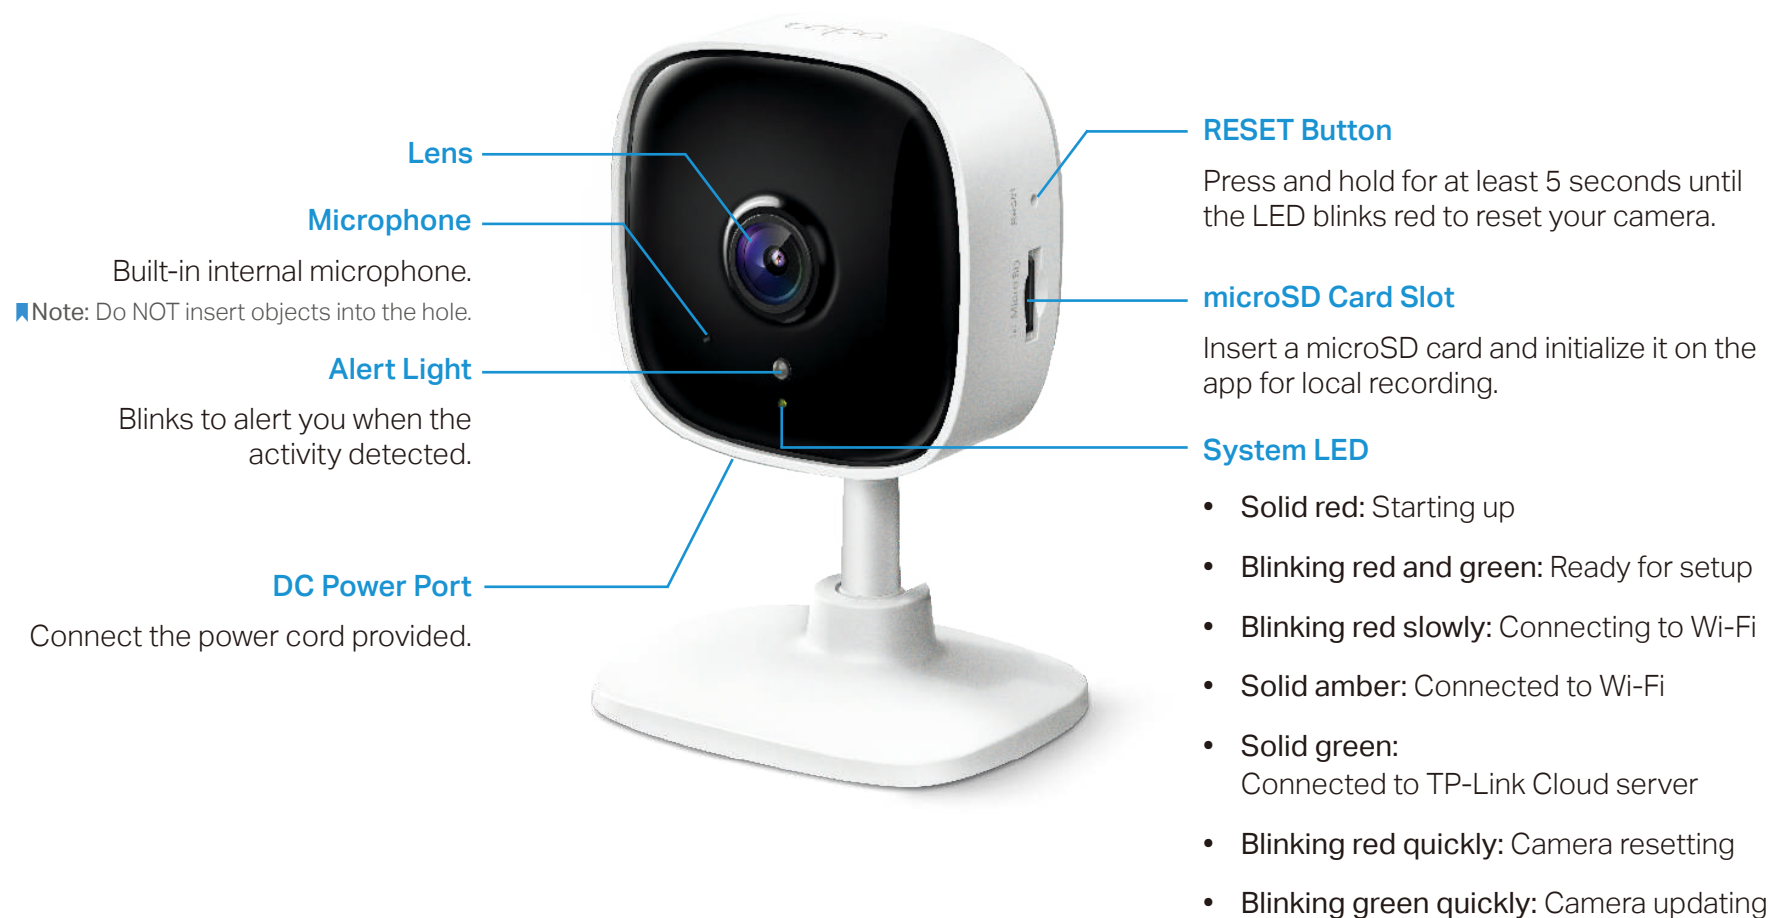 tapo
Lens
Microphone
Built-in internal microphone.
Note: Do NOT insert objects into the hole.
Alert Light
Blinks to alert you when the
activity detected.
DC Power Port
Connect the power cord provided.
Reset
Micro SD
RESET Button
Press and hold for at least 5 seconds until
the LED blinks red to reset your camera.
microSD Card Slot
Insert a microSD card and initialize it on the
app for local recording.
System LED
• Solid red: Starting up
• Blinking red and green: Ready for setup
• Blinking red slowly: Connecting to Wi-Fi
• Solid amber: Connected to Wi-Fi
• Solid green:
Connected to TP-Link Cloud server
• Blinking red quickly: Camera resetting
• Blinking green quickly: Camera updating